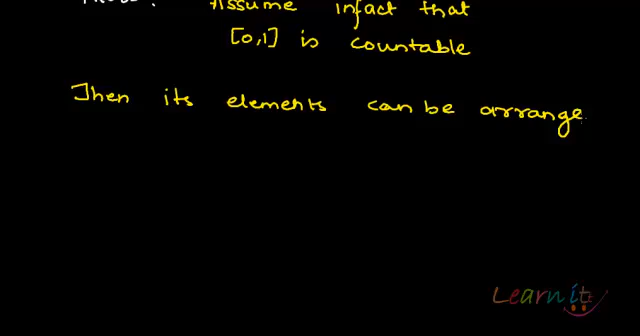 Assume infact that
[0,1] is countable
Then its elements can be arrange
Learnit